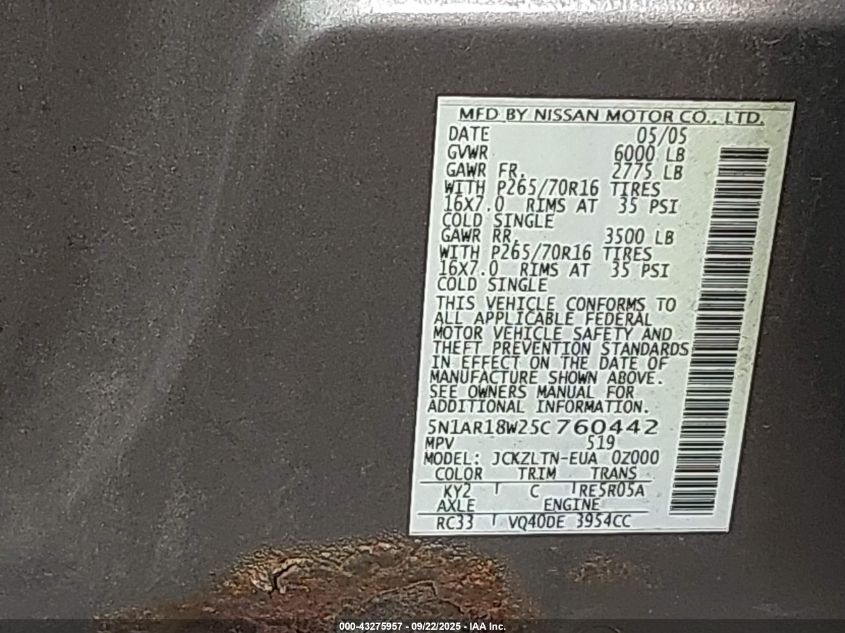 MFD BY NISSAN MOTOR CO., LTD.
DATE 05/05
GVWR 6000 LB
GAWR FR. 2775 LB
WITH P265/70R16 TIRES
16X7.0 RIMS AT 35 PSI
COLD SINGLE
GAWR RR. 3500 LB
WITH P265/70R16 TIRES
16X7.0 RIMS AT 35 PSI
COLD SINGLE
THIS VEHICLE CONFORMS TO
ALL APPLICABLE FEDERAL
MOTOR VEHICLE SAFETY AND
THEFT PREVENTION STANDARDS
IN EFFECT ON THE DATE OF
MANUFACTURE SHOWN ABOVE.
SEE OWNERS MANUAL FOR
ADDITIONAL INFORMATION.
5N1AR18W25C760442
MPV 519
MODEL: JCKZLTN-EUA 0Z000
COLOR TRIM TRANS
KY2 C RE5R05A
AXLE ENGINE
RC33 VQ40DE 3954CC
000-43275957 - 09/22/2025 - IAA Inc.